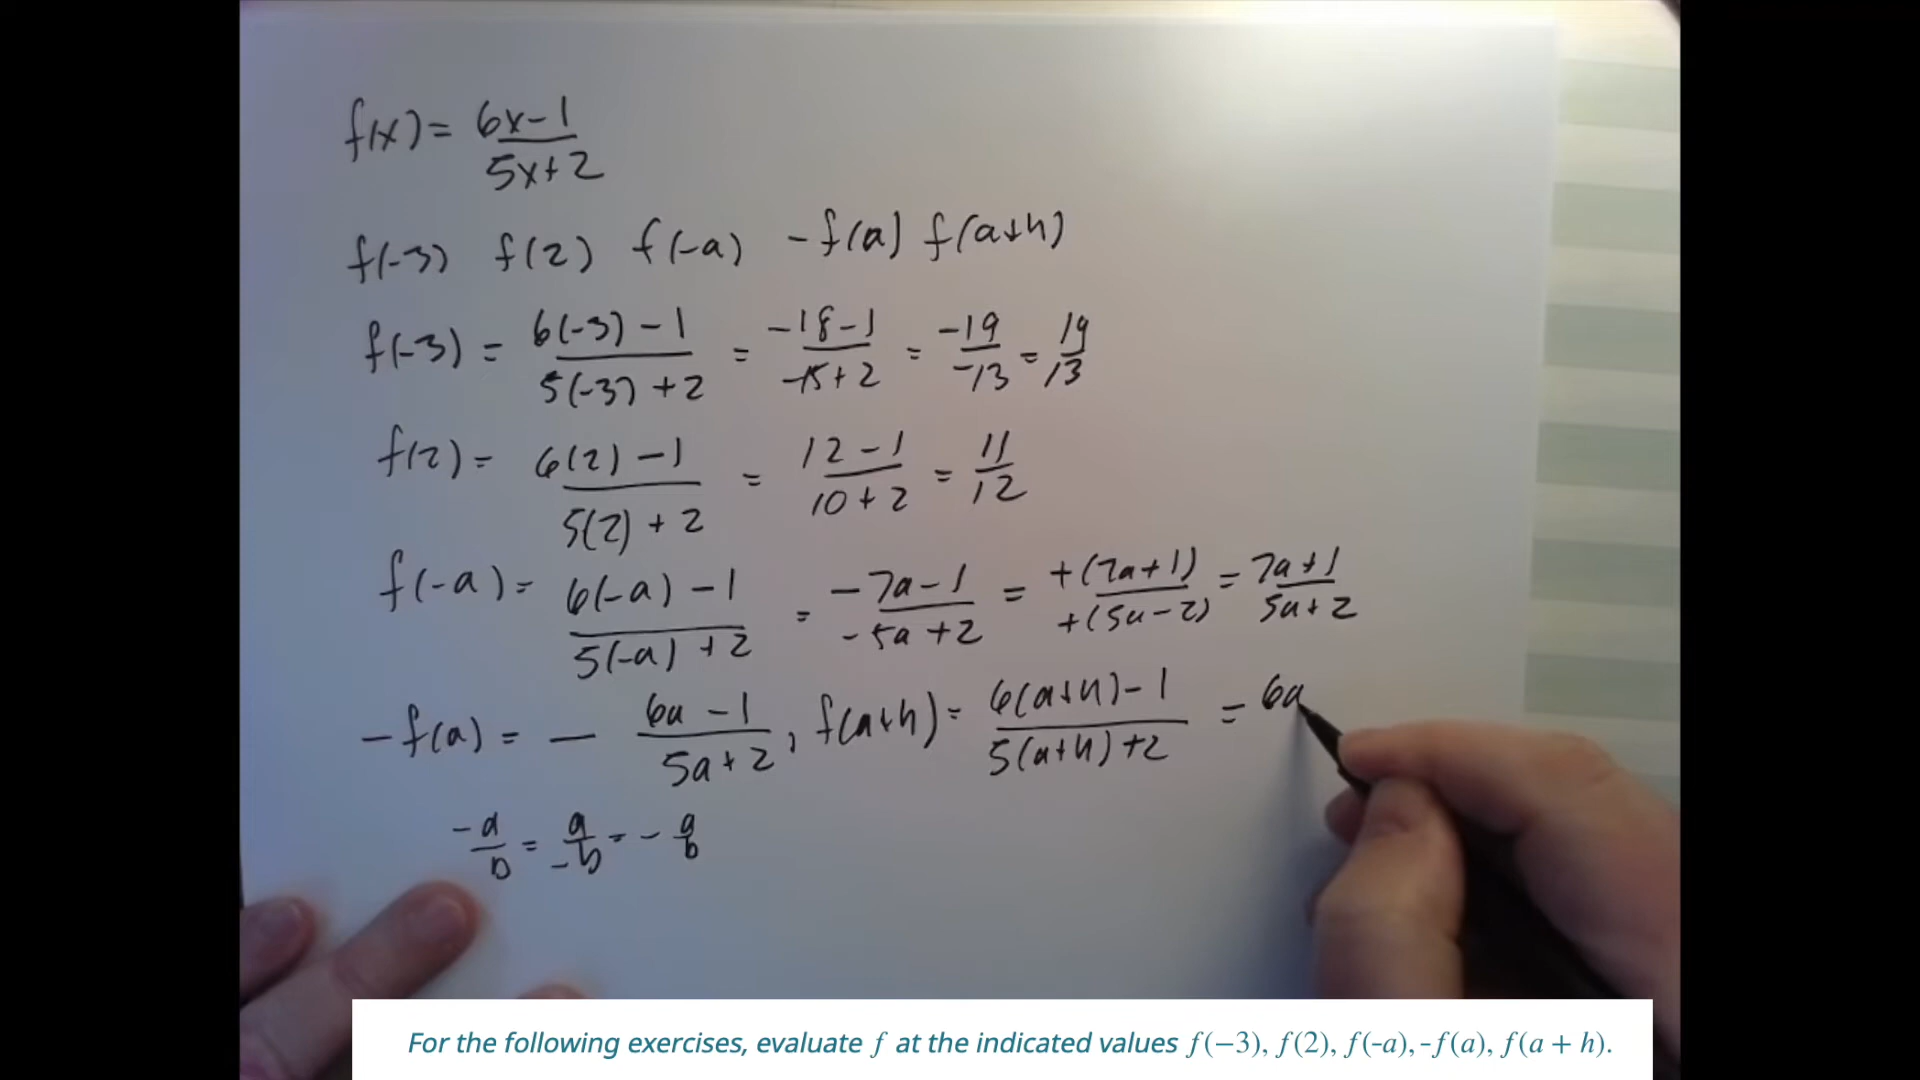 f(x) = (6x-1)/(5x+2)
f(-3) f(2) f(-a) -f(a) f(a+h)
f(-3) = (6(-3)-1)/(5(-3)+2) = (-18-1)/(-15+2) = -19/-13 = 19/13
f(2) = (6(2)-1)/(5(2)+2) = (12-1)/(10+2) = 11/12
f(-a) = (6(-a)-1)/(5(-a)+2) = (-7a-1)/(-5a+2) = +(7a+1)/+(5a-2) = (7a+1)/(5a+2)
-f(a) = - (6a-1)/(5a+2), f(a+h) = (6(a+h)-1)/(5(a+h)+2) = 6a
-a/b = a/-b = - a/b
For the following exercises, evaluate f at the indicated values f(−3), f(2), f(-a), -f(a), f(a + h).